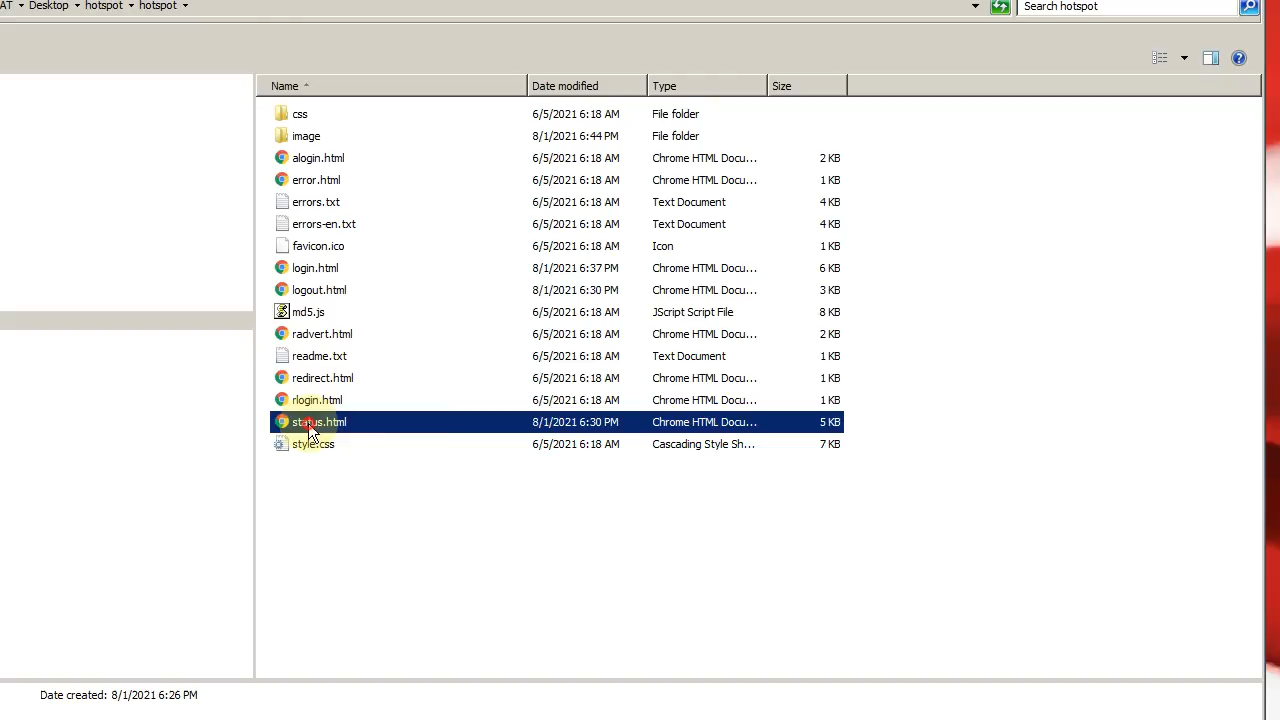 AT Desktop hotspot hotspot Search hotspot
Name Date modified Type Size
css 6/5/2021 6:18 AM File folder
image 8/1/2021 6:44 PM File folder
alogin.html 6/5/2021 6:18 AM Chrome HTML Docu... 2 KB
error.html 6/5/2021 6:18 AM Chrome HTML Docu... 1 KB
errors.txt 6/5/2021 6:18 AM Text Document 4 KB
errors-en.txt 6/5/2021 6:18 AM Text Document 4 KB
favicon.ico 6/5/2021 6:18 AM Icon 1 KB
login.html 8/1/2021 6:37 PM Chrome HTML Docu... 6 KB
logout.html 8/1/2021 6:30 PM Chrome HTML Docu... 3 KB
md5.js 6/5/2021 6:18 AM JScript Script File 8 KB
radvert.html 6/5/2021 6:18 AM Chrome HTML Docu... 2 KB
readme.txt 6/5/2021 6:18 AM Text Document 1 KB
redirect.html 6/5/2021 6:18 AM Chrome HTML Docu... 1 KB
rlogin.html 6/5/2021 6:18 AM Chrome HTML Docu... 1 KB
status.html 8/1/2021 6:30 PM Chrome HTML Docu... 5 KB
style.css 6/5/2021 6:18 AM Cascading Style Sh... 7 KB
Date created: 8/1/2021 6:26 PM